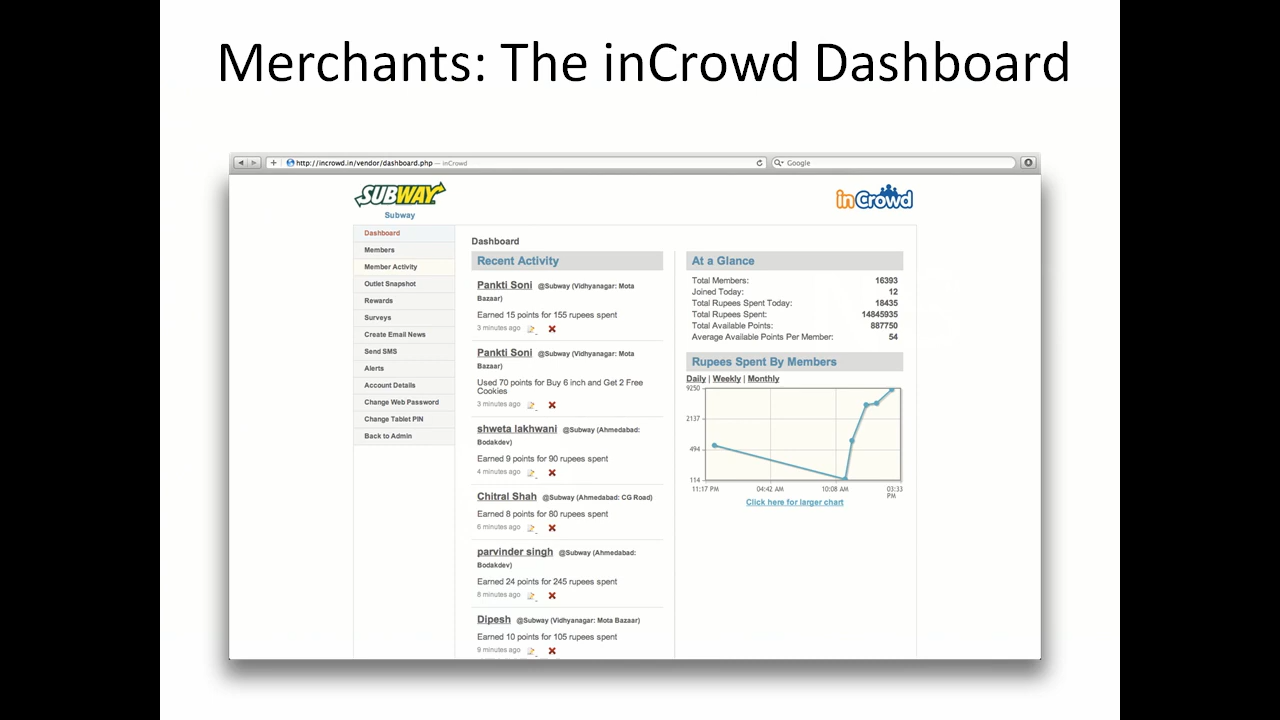 Merchants: The inCrowd Dashboard
http://incrowd.in/vendor/dashboard.php — inCrowd
Google
SUBWAY
Subway
inCrowd
Dashboard
Members
Member Activity
Outlet Snapshot
Rewards
Surveys
Create Email News
Send SMS
Alerts
Account Details
Change Web Password
Change Tablet PIN
Back to Admin
Dashboard
Recent Activity
Pankti Soni @Subway (Vidhyanagar: Mota
Bazaar)
Earned 15 points for 155 rupees spent
3 minutes ago
Pankti Soni @Subway (Vidhyanagar: Mota
Bazaar)
Used 70 points for Buy 6 inch and Get 2 Free
Cookies
3 minutes ago
shweta lakhwani @Subway (Ahmedabad:
Bodakdev)
Earned 9 points for 90 rupees spent
4 minutes ago
Chitral Shah @Subway (Ahmedabad: CG Road)
Earned 8 points for 80 rupees spent
6 minutes ago
parvinder singh @Subway (Ahmedabad:
Bodakdev)
Earned 24 points for 245 rupees spent
8 minutes ago
Dipesh @Subway (Vidhyanagar: Mota Bazaar)
Earned 10 points for 105 rupees spent
9 minutes ago
At a Glance
Total Members: 16393
Joined Today: 12
Total Rupees Spent Today: 18435
Total Rupees Spent: 14845935
Total Available Points: 887750
Average Available Points Per Member: 54
Rupees Spent By Members
Daily | Weekly | Monthly
9250
2137
494
114
11:17 PM 04:42 AM 10:08 AM 03:33
PM
Click here for larger chart